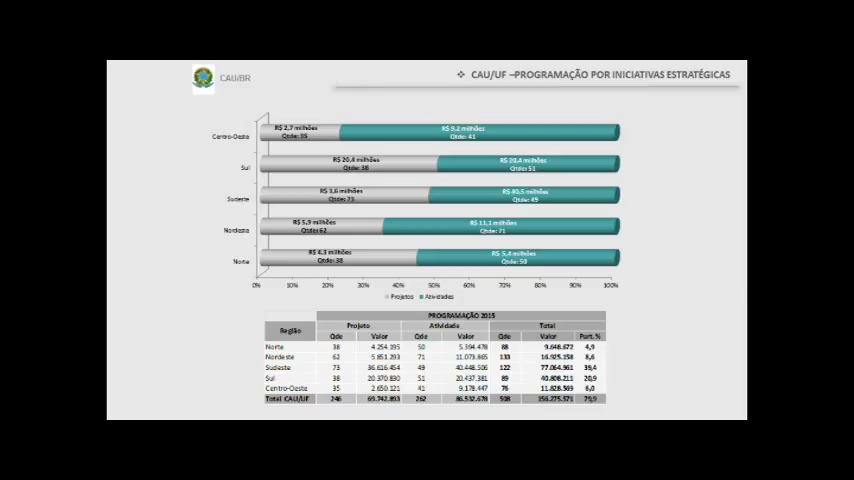 CAU/BR
❖ CAU/UF –PROGRAMAÇÃO POR INICIATIVAS ESTRATÉGICAS
Centro-Oeste R$ 2,7 milhões R$ 9,2 milhões
Qtde: 35 Qtde: 41
Sul R$ 20,4 milhões R$ 20,4 milhões
Qtde: 38 Qtde: 51
Sudeste R$ 3,6 milhões R$ 40,5 milhões
Qtde: 73 Qtde: 49
Nordeste R$ 5,9 milhões R$ 11,1 milhões
Qtde: 62 Qtde: 71
Norte R$ 4,3 milhões R$ 5,4 milhões
Qtde: 38 Qtde: 50
0% 10% 20% 30% 40% 50% 60% 70% 80% 90% 100%
Projetos Atividades
PROGRAMAÇÃO 2015
Região Projeto Atividade Total
Qde Valor Qde Valor Qde Valor Part. %
Norte 38 4.254.195 50 5.394.478 88 9.648.672 4,9
Nordeste 62 5.851.293 71 11.073.865 133 16.925.158 8,6
Sudeste 73 36.616.454 49 40.448.506 122 77.064.961 39,4
Sul 38 20.370.830 51 20.437.381 89 40.808.211 20,9
Centro-Oeste 35 2.650.121 41 9.178.447 76 11.828.569 6,0
Total CAU/UF 246 69.742.893 262 86.532.678 508 156.275.571 79,9